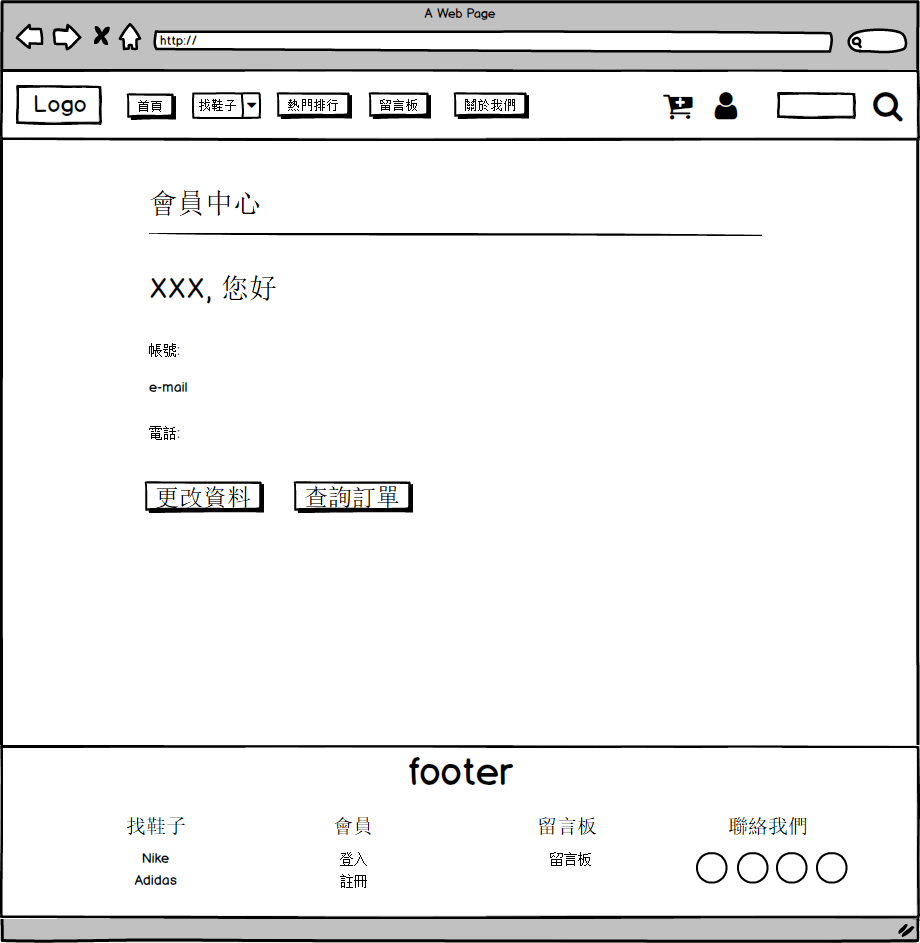 A Web Page
http://
Logo
首頁
找鞋子
熱門排行
留言板
關於我們
會員中心
XXX, 您好
帳號:
e-mail
電話:
更改資料
查詢訂單
footer
找鞋子
會員
留言板
聯絡我們
Nike
登入
留言板
Adidas
註冊